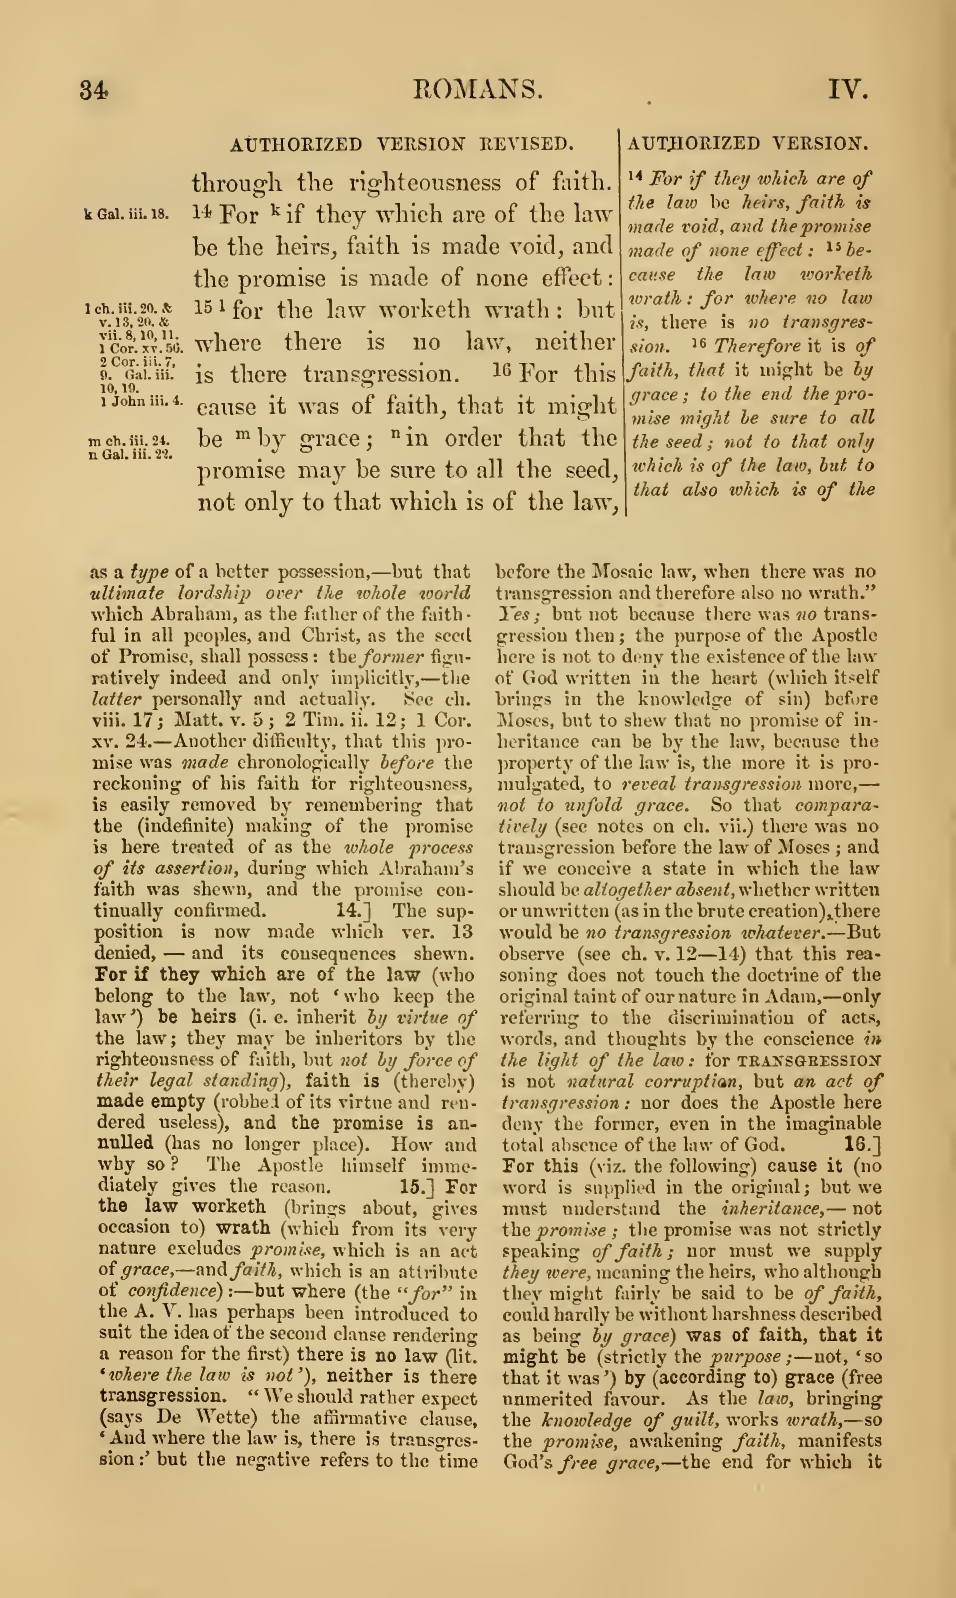 34
ROMANS.
IV.
AUTHORIZED VERSION REVISED.
through the righteousness of faith.
k Gal. iii. 18.
14 For k if they which are of the law
be the heirs, faith is made void, and
the promise is made of none effect:
l ch. iii. 20. &
v. 13, 20. &
vii. 8, 10, 11.
1 Cor. xv. 56.
2 Cor. iii. 7,
9. Gal. iii.
10, 19.
1 John iii. 4.
15 l for the law worketh wrath: but
where there is no law, neither
is there transgression. 16 For this
cause it was of faith, that it might
m ch. iii. 24.
n Gal. iii. 22.
be m by grace; n in order that the
promise may be sure to all the seed,
not only to that which is of the law,
AUTHORIZED VERSION.
14 For if they which are of
the law be heirs, faith is
made void, and the promise
made of none effect: 15 be-
cause the law worketh
wrath: for where no law
is, there is no transgres-
sion. 16 Therefore it is of
faith, that it might be by
grace; to the end the pro-
mise might be sure to all
the seed; not to that only
which is of the law, but to
that also which is of the
as a type of a better possession,—but that
ultimate lordship over the whole world
which Abraham, as the father of the faith-
ful in all peoples, and Christ, as the seed
of Promise, shall possess: the former figu-
ratively indeed and only implicitly,—the
latter personally and actually. See ch.
viii. 17; Matt. v. 5; 2 Tim. ii. 12; 1 Cor.
xv. 24.—Another difficulty, that this pro-
mise was made chronologically before the
reckoning of his faith for righteousness,
is easily removed by remembering that
the (indefinite) making of the promise
is here treated of as the whole process
of its assertion, during which Abraham's
faith was shewn, and the promise con-
tinually confirmed. 14.] The sup-
position is now made which ver. 13
denied, — and its consequences shewn.
For if they which are of the law (who
belong to the law, not ‘who keep the
law’) be heirs (i. e. inherit by virtue of
the law; they may be inheritors by the
righteousness of faith, but not by force of
their legal standing), faith is (thereby)
made empty (robbed of its virtue and ren-
dered useless), and the promise is an-
nulled (has no longer place). How and
why so? The Apostle himself imme-
diately gives the reason. 15.] For
the law worketh (brings about, gives
occasion to) wrath (which from its very
nature excludes promise, which is an act
of grace,—and faith, which is an attribute
of confidence):—but where (the “for” in
the A. V. has perhaps been introduced to
suit the idea of the second clause rendering
a reason for the first) there is no law (lit.
‘where the law is not’), neither is there
transgression. “We should rather expect
(says De Wette) the affirmative clause,
‘And where the law is, there is transgres-
sion:’ but the negative refers to the time
before the Mosaic law, when there was no
transgression and therefore also no wrath.”
Yes; but not because there was no trans-
gression then; the purpose of the Apostle
here is not to deny the existence of the law
of God written in the heart (which itself
brings in the knowledge of sin) before
Moses, but to shew that no promise of in-
heritance can be by the law, because the
property of the law is, the more it is pro-
mulgated, to reveal transgression more,—
not to unfold grace. So that compara-
tively (see notes on ch. vii.) there was no
transgression before the law of Moses; and
if we conceive a state in which the law
should be altogether absent, whether written
or unwritten (as in the brute creation), there
would be no transgression whatever.—But
observe (see ch. v. 12—14) that this rea-
soning does not touch the doctrine of the
original taint of our nature in Adam,—only
referring to the discrimination of acts,
words, and thoughts by the conscience in
the light of the law: for TRANSGRESSION
is not natural corruption, but an act of
transgression: nor does the Apostle here
deny the former, even in the imaginable
total absence of the law of God. 16.]
For this (viz. the following) cause it (no
word is supplied in the original; but we
must understand the inheritance,— not
the promise; the promise was not strictly
speaking of faith; nor must we supply
they were, meaning the heirs, who although
they might fairly be said to be of faith,
could hardly be without harshness described
as being by grace) was of faith, that it
might be (strictly the purpose;—not, ‘so
that it was’) by (according to) grace (free
unmerited favour. As the law, bringing
the knowledge of guilt, works wrath,—so
the promise, awakening faith, manifests
God's free grace,—the end for which it